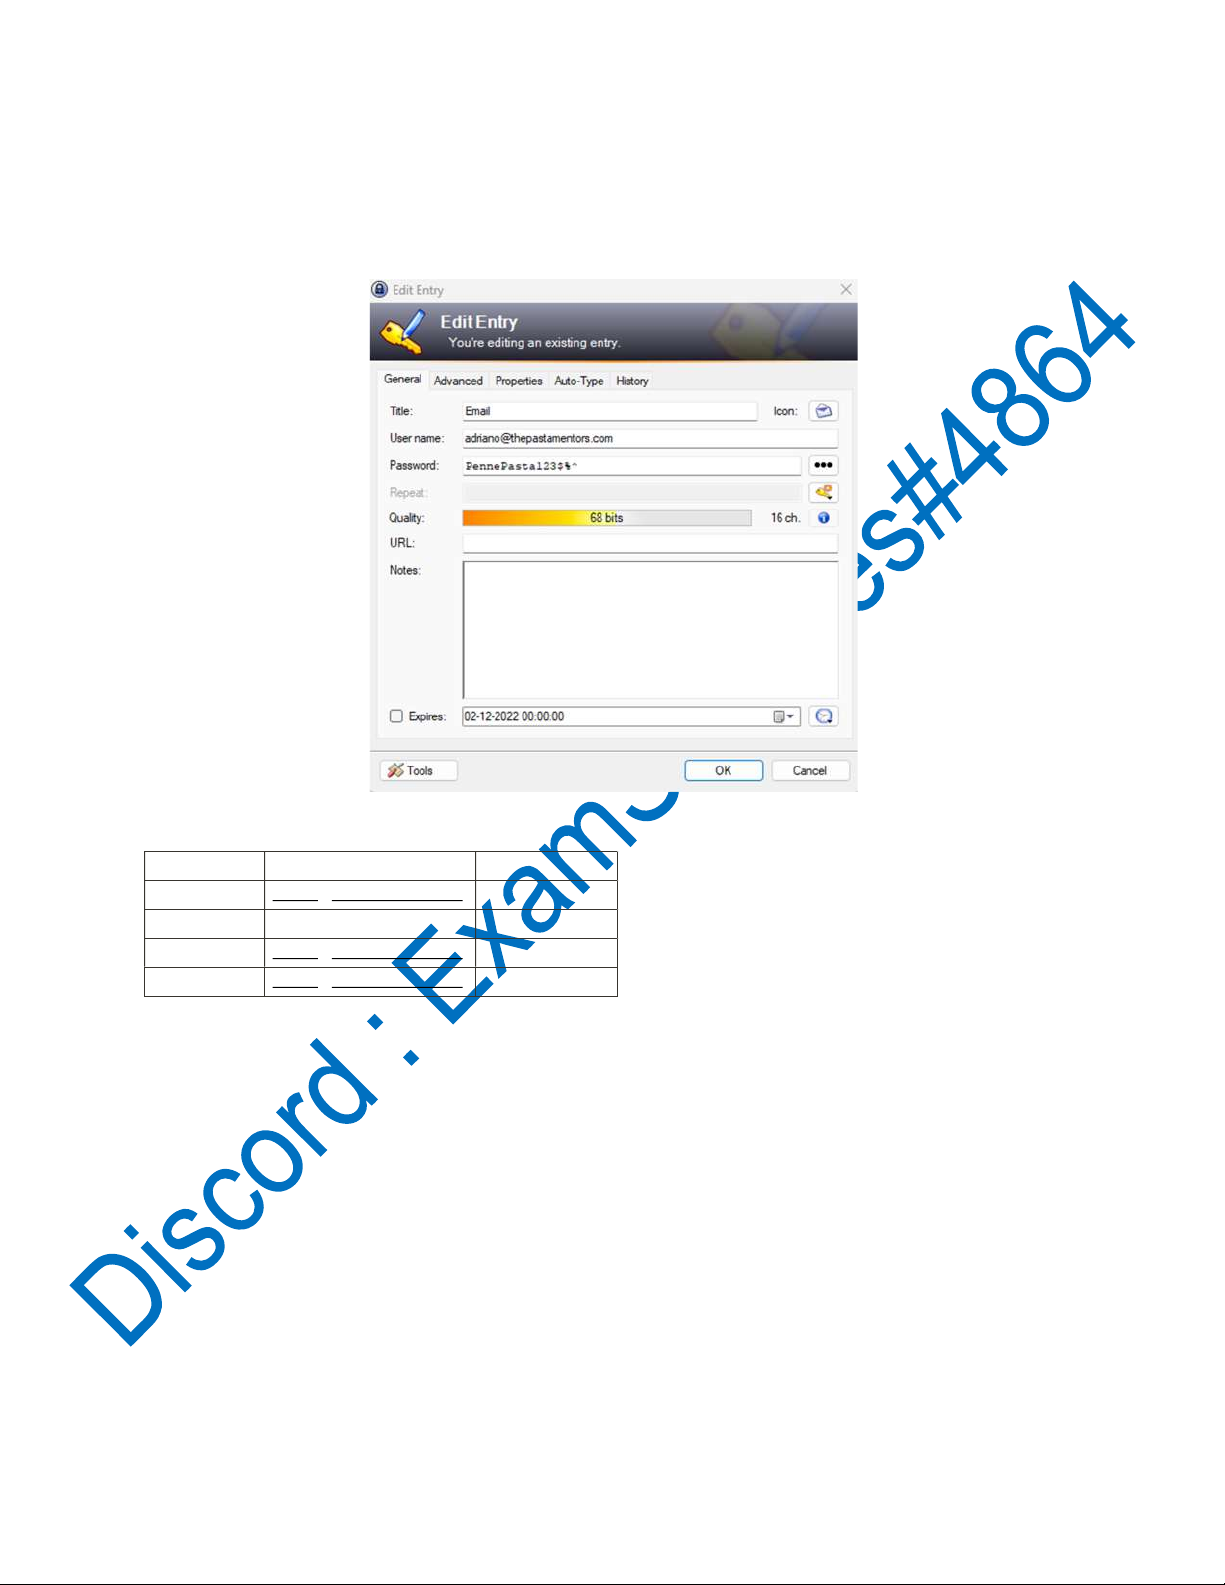 Edit Entry
Edit Entry
You're editing an existing entry.
General Advanced Properties Auto-Type History
Title: Email Icon:
User name: adriano@thepastamentors.com
Password: PennePasta123$%^
Repeat:
Quality: 68 bits 16 ch.
URL:
Notes:
Expires: 02-12-2022 00:00:00
Tools OK Cancel
Discord : Exam es#4864